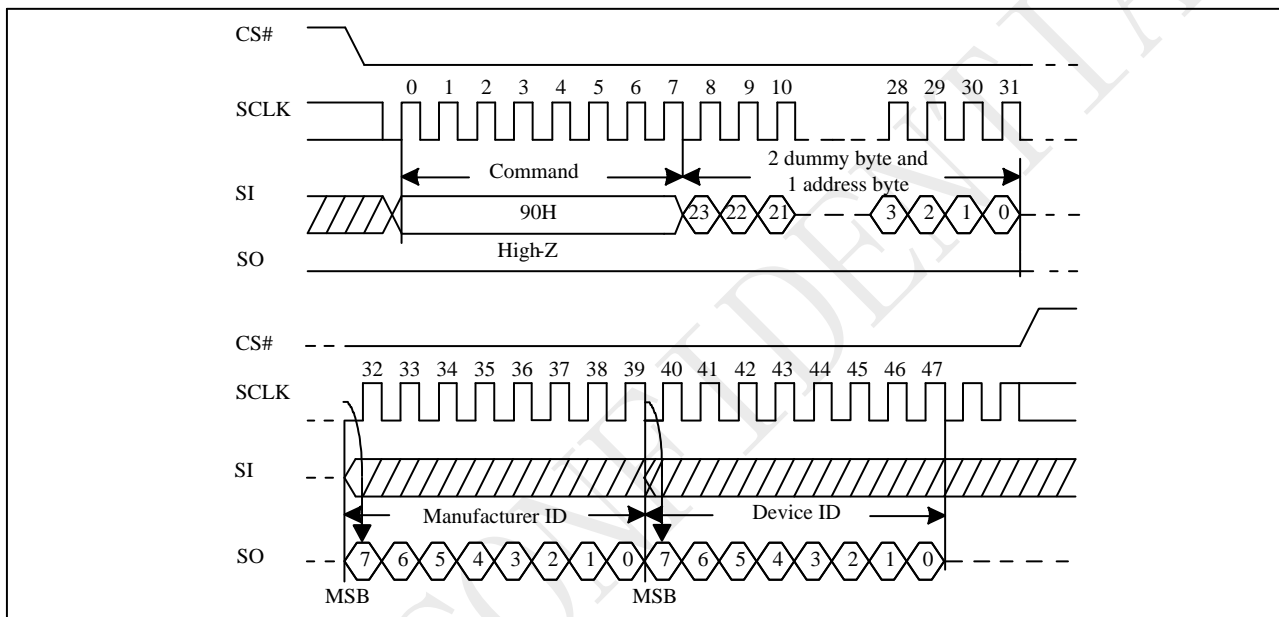 CS#
0 1 2 3 4 5 6 7 8 9 10 28 29 30 31
SCLK
Command
2 dummy byte and
1 address byte
SI
90H
23 22 21 3 2 1 0
High-Z
SO
CS#
32 33 34 35 36 37 38 39 40 41 42 43 44 45 46 47
SCLK
SI
Manufacturer ID
Device ID
SO
7 6 5 4 3 2 1 0 7 6 5 4 3 2 1 0
MSB MSB
CONFIDENTIA